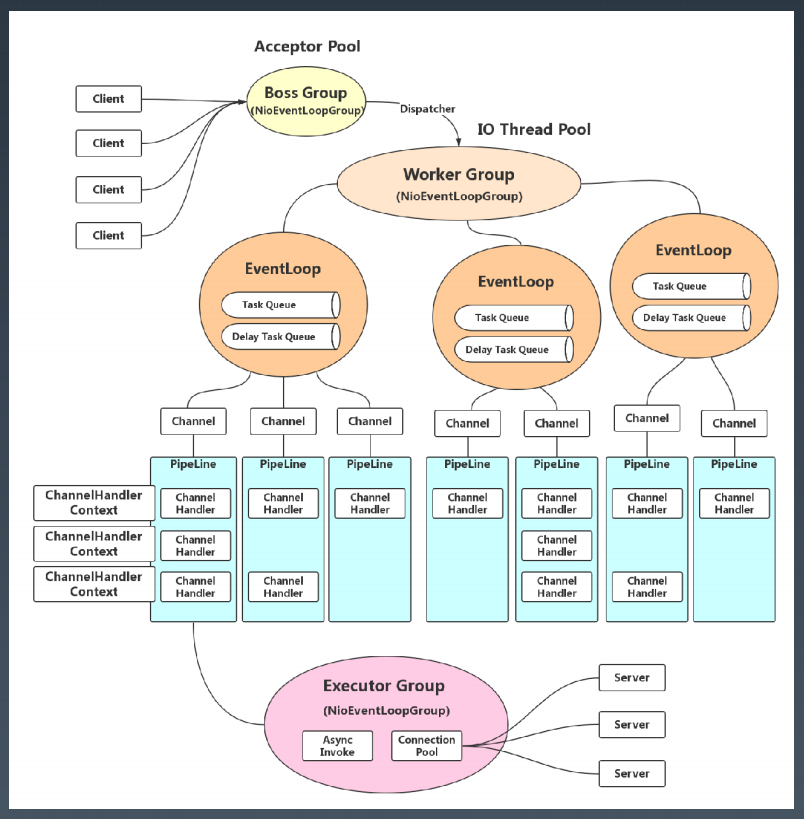 Acceptor Pool
Boss Group
(NioEventLoopGroup)
Client
Client
Client
Client
Dispatcher
IO Thread Pool
Worker Group
(NioEventLoopGroup)
EventLoop
Task Queue
Delay Task Queue
EventLoop
Task Queue
Delay Task Queue
EventLoop
Task Queue
Delay Task Queue
Channel
Channel
Channel
Channel
Channel
Channel
Channel
PipeLine
PipeLine
PipeLine
PipeLine
PipeLine
PipeLine
PipeLine
ChannelHandler
Context
ChannelHandler
Context
ChannelHandler
Context
Channel
Handler
Channel
Handler
Channel
Handler
Channel
Handler
Channel
Handler
Channel
Handler
Channel
Handler
Channel
Handler
Channel
Handler
Channel
Handler
Channel
Handler
Channel
Handler
Channel
Handler
Executor Group
(NioEventLoopGroup)
Async
Invoke
Connection
Pool
Server
Server
Server